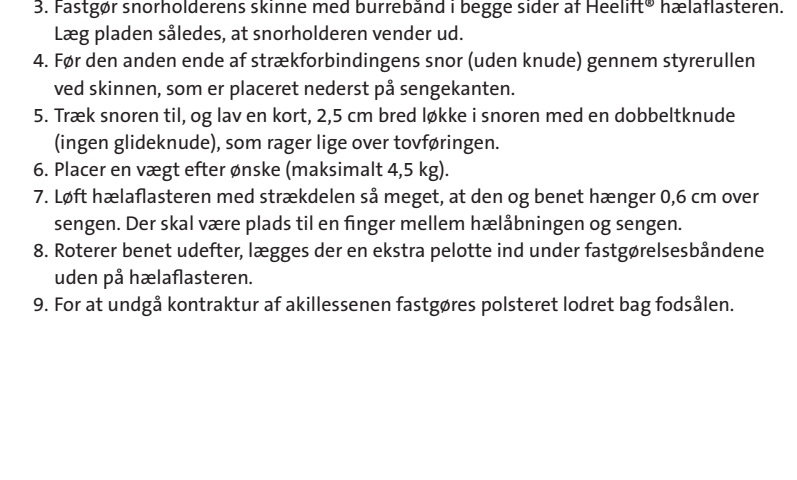 3. Fastgør snorholderens skinne med burrebånd i begge sider af Heelift® hælaflasteren.
Læg pladen således, at snorholderen vender ud.
4. Før den anden ende af strækforbindingens snor (uden knude) gennem styrerullen
ved skinnen, som er placeret nederst på sengekanten.
5. Træk snoren til, og lav en kort, 2,5 cm bred løkke i snoren med en dobbeltknude
(ingen glideknude), som rager lige over tovføringen.
6. Placer en vægt efter ønske (maksimalt 4,5 kg).
7. Løft hælaflasteren med strækdelen så meget, at den og benet hænger 0,6 cm over
sengen. Der skal være plads til en finger mellem hælåbningen og sengen.
8. Roterer benet udefter, lægges der en ekstra pelotte ind under fastgørelsesbåndene
uden på hælaflasteren.
9. For at undgå kontraktur af akillessenen fastgøres polsteret lodret bag fodsålen.